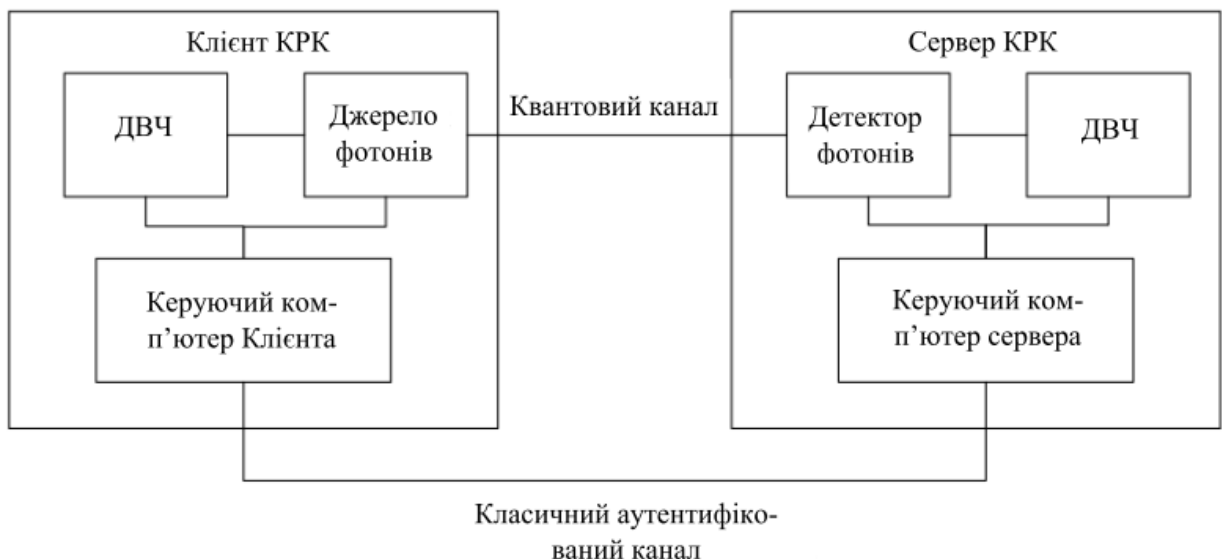 Клієнт КРК
Сервер КРК
ДВЧ
Джерело
фотонів
Квантовий канал
Детектор
фотонів
ДВЧ
Керуючий ком-
п’ютер Клієнта
Керуючий ком-
п’ютер сервера
Класичний аутентифіко-
ваний канал